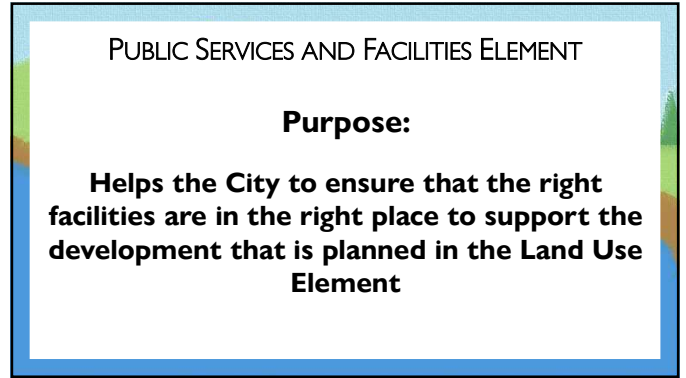 PUBLIC SERVICES AND FACILITIES ELEMENT
Purpose:
Helps the City to ensure that the right
facilities are in the right place to support the
development that is planned in the Land Use
Element